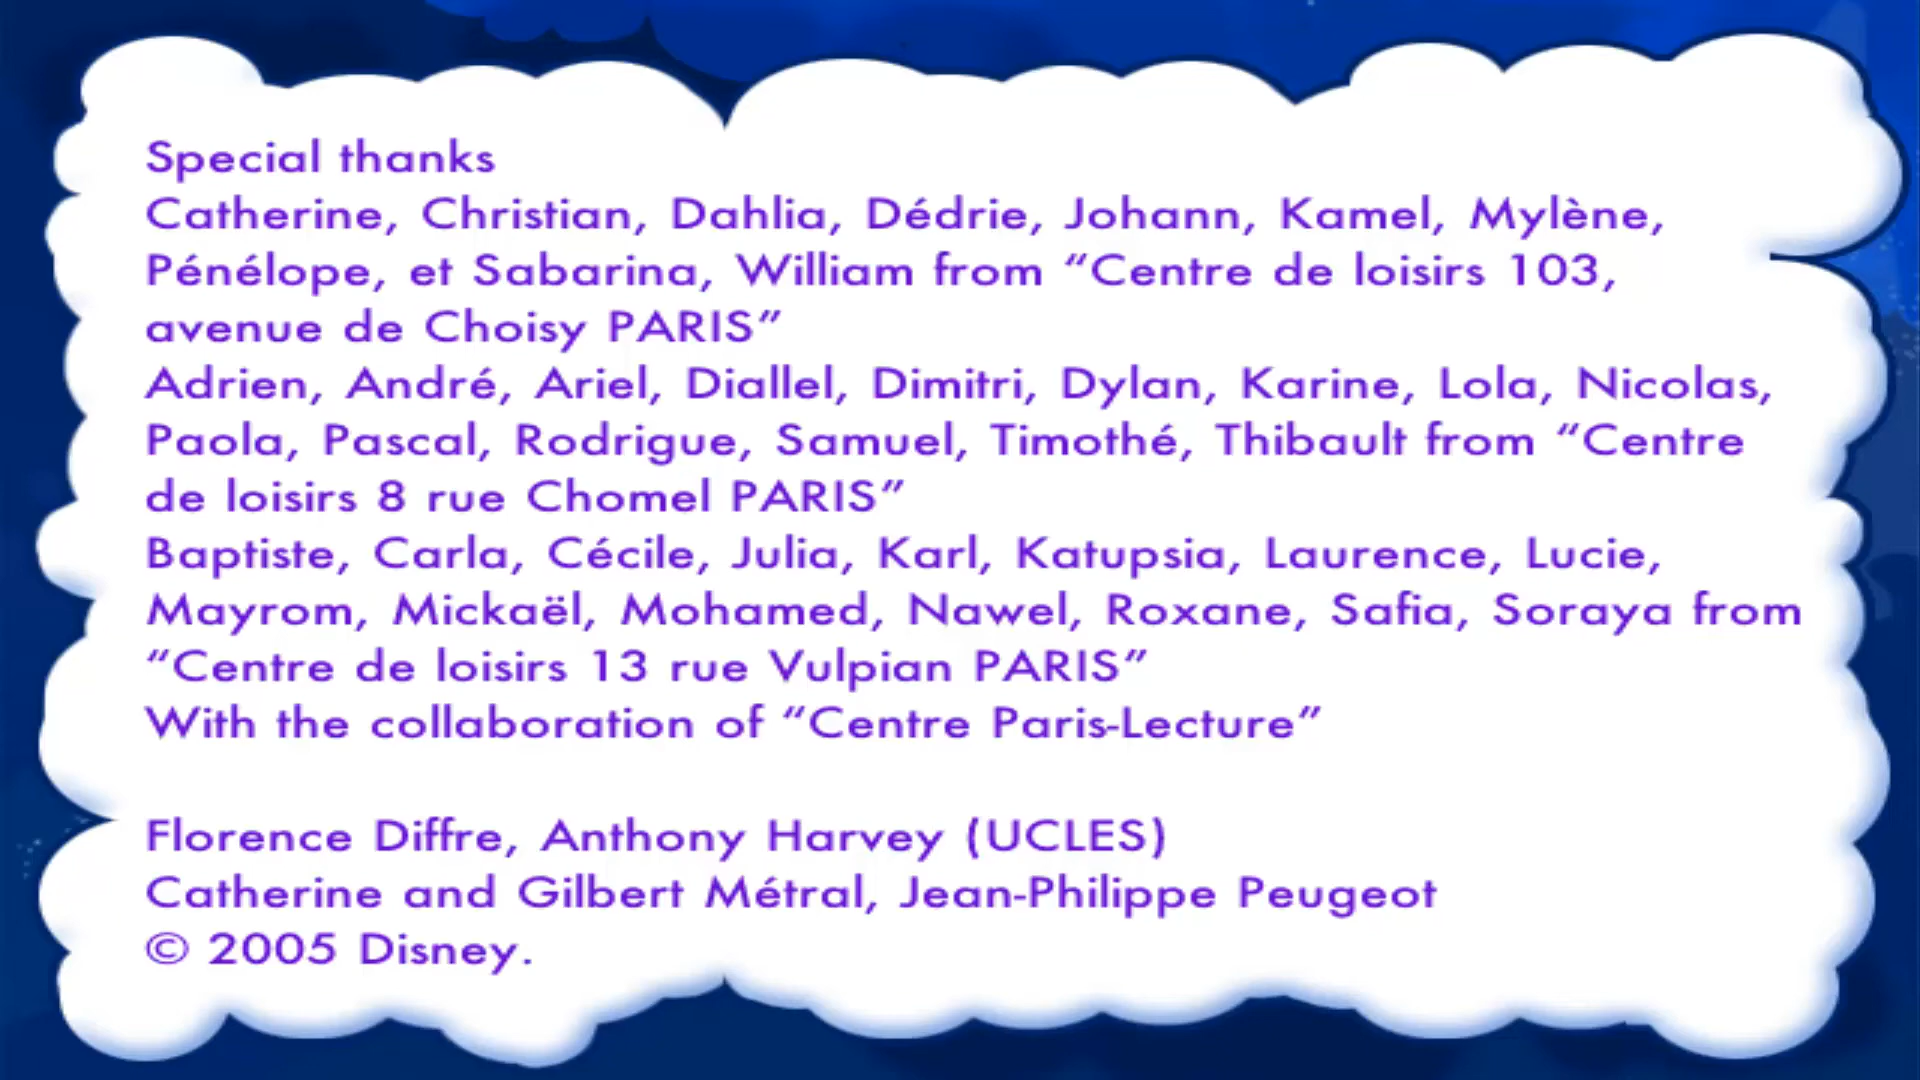 Special thanks
Catherine, Christian, Dahlia, Dédrie, Johann, Kamel, Mylène,
Pénélope, et Sabarina, William from “Centre de loisirs 103,
avenue de Choisy PARIS”
Adrien, André, Ariel, Diallel, Dimitri, Dylan, Karine, Lola, Nicolas,
Paola, Pascal, Rodrigue, Samuel, Timothé, Thibault from “Centre
de loisirs 8 rue Chomel PARIS”
Baptiste, Carla, Cécile, Julia, Karl, Katupsia, Laurence, Lucie,
Mayrom, Mickaël, Mohamed, Nawel, Roxane, Safia, Soraya from
“Centre de loisirs 13 rue Vulpian PARIS”
With the collaboration of “Centre Paris-Lecture”
Florence Diffre, Anthony Harvey (UCLES)
Catherine and Gilbert Métral, Jean-Philippe Peugeot
© 2005 Disney.